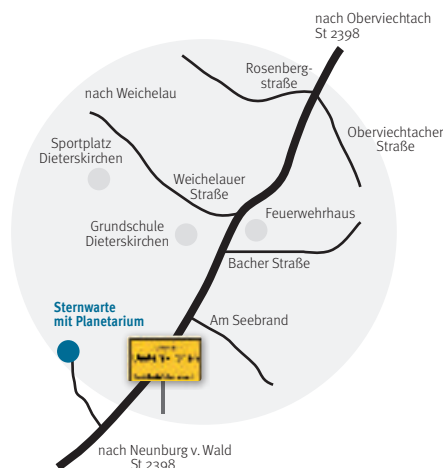 nach Oberviechtach
St 2398
Rosenberg-
straße
nach Weichelau
Oberviechtacher
Straße
Sportplatz
Dieterskirchen
Weichelauer
Straße
Feuerwehrhaus
Grundschule
Dieterskirchen
Bacher Straße
Sternwarte
mit Planetarium
Am Seebrand
nach Neunburg v. Wald
St 2398